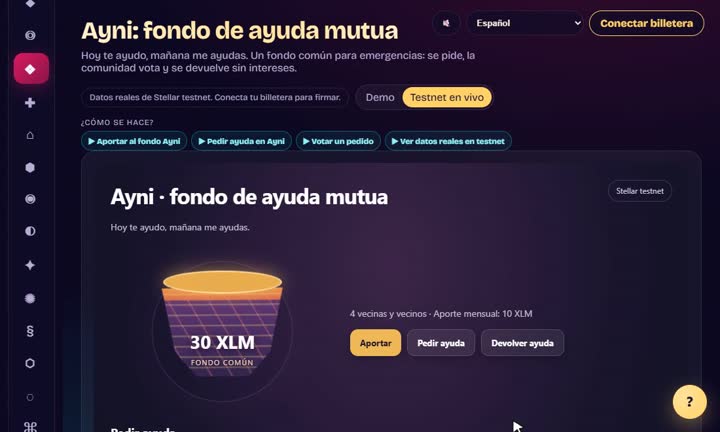 Ayni: fondo de ayuda mutua
Español
Conectar billetera
Hoy te ayudo, mañana me ayudas. Un fondo común para emergencias: se pide, la
comunidad vota y se devuelve sin intereses.
Datos reales de Stellar testnet. Conecta tu billetera para firmar.
Demo
Testnet en vivo
¿CÓMO SE HACE?
▶ Aportar al fondo Ayni
▶ Pedir ayuda en Ayni
▶ Votar un pedido
▶ Ver datos reales en testnet
Ayni · fondo de ayuda mutua
Stellar testnet
Hoy te ayudo, mañana me ayudas.
30 XLM
FONDO COMÚN
4 vecinas y vecinos · Aporte mensual: 10 XLM
Aportar
Pedir ayuda
Devolver ayuda
?
Pedir ayuda